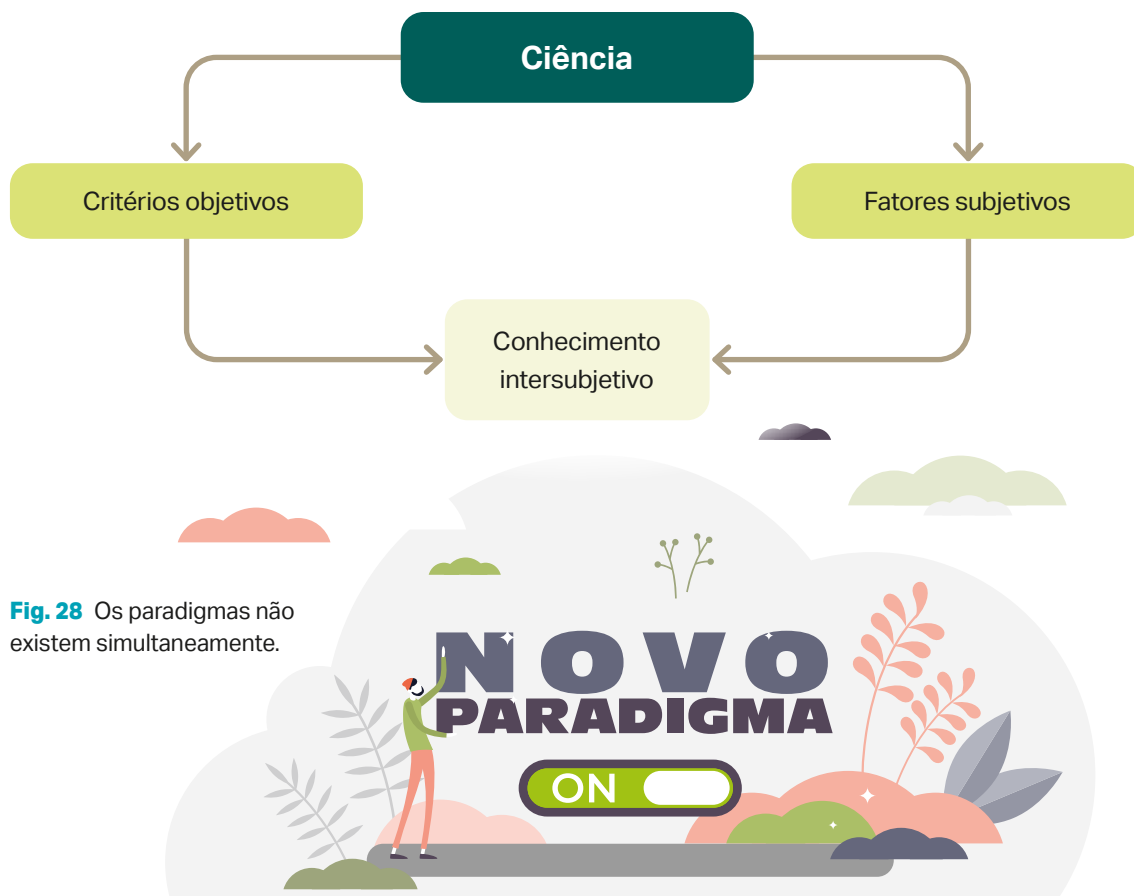 Ciência
Critérios objetivos
Fatores subjetivos
Conhecimento
intersubjetivo
Fig. 28 Os paradigmas não
existem simultaneamente.
NOVO
PARADIGMA
ON